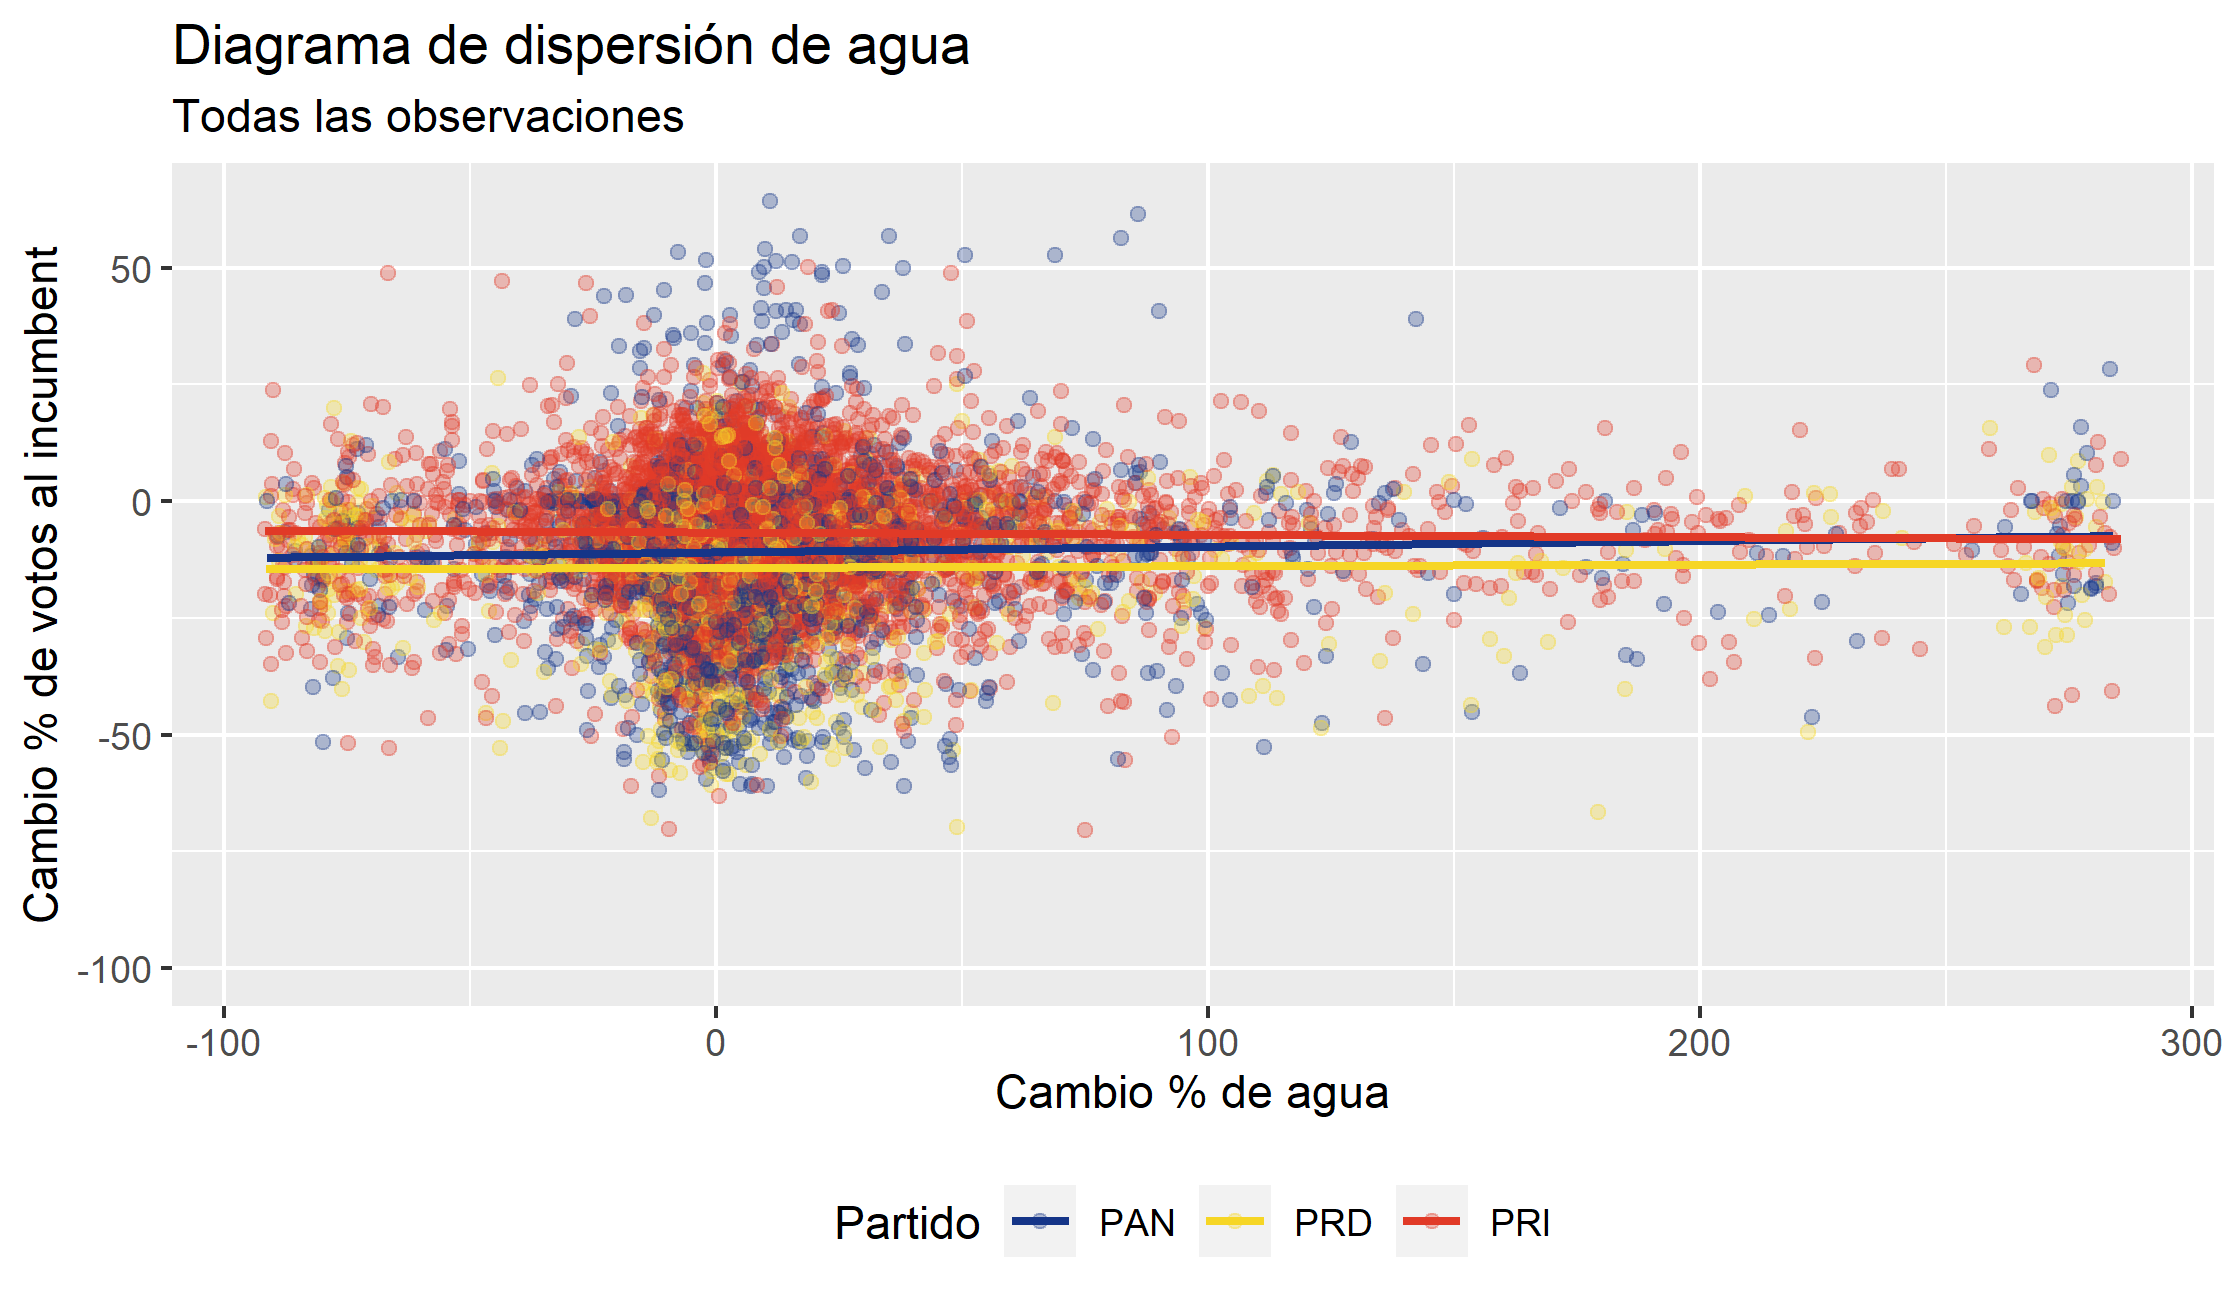 Diagrama de dispersión de agua
Todas las observaciones
Cambio % de votos al incumbent
50
0
-50
-100
-100 0 100 200 300
Cambio % de agua
Partido PAN PRD PRI